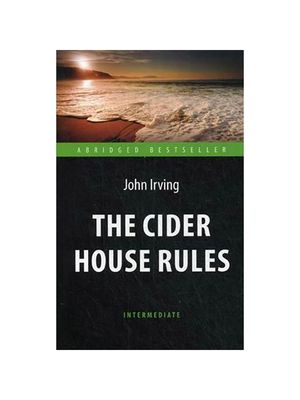 ABRIDGED BESTSELLER
John Irving
THE CIDER
HOUSE RULES
INTERMEDIATE